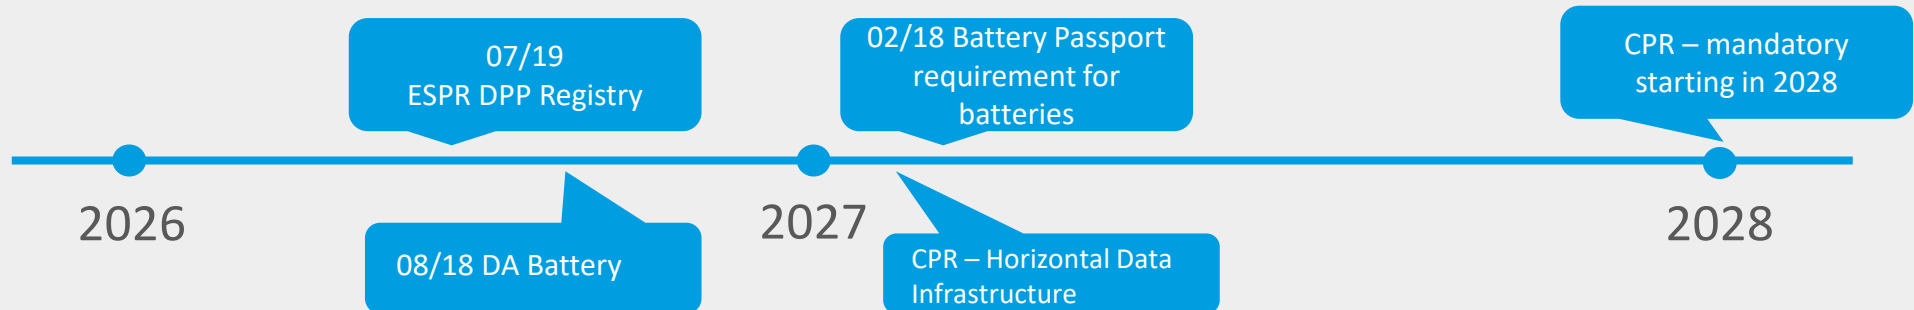 07/19
ESPR DPP Registry
02/18 Battery Passport
requirement for
batteries
CPR – mandatory
starting in 2028
2026
2027
2028
08/18 DA Battery
CPR – Horizontal Data
Infrastructure